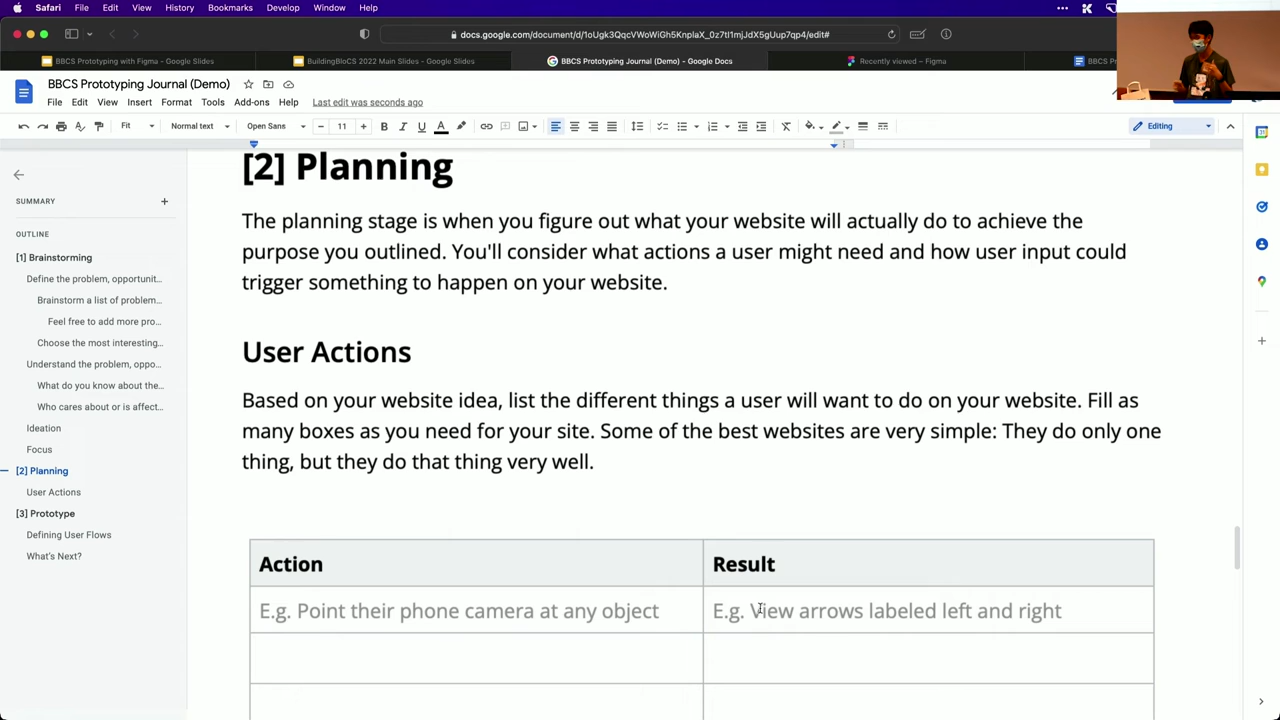 Safari File Edit View History Bookmarks Develop Window Help
docs.google.com/document/d/1oUgk3QqcVWoWiGh5KnplaX_0z7tl1mjJdX5gUup7qp4/edit#
BBCS Prototyping with Figma - Google Slides
BuildingBloCS 2022 Main Slides - Google Slides
BBCS Prototyping Journal (Demo) - Google Docs
Recently viewed – Figma
BBCS P
BBCS Prototyping Journal (Demo)
File Edit View Insert Format Tools Add-ons Help Last edit was seconds ago
Fit Normal text Open Sans 11 Editing
SUMMARY
OUTLINE
[1] Brainstorming
Define the problem, opportunit...
Brainstorm a list of problem...
Feel free to add more pro...
Choose the most interesting...
Understand the problem, oppo...
What do you know about the...
Who cares about or is affect...
Ideation
Focus
[2] Planning
User Actions
[3] Prototype
Defining User Flows
What's Next?
[2] Planning
The planning stage is when you figure out what your website will actually do to achieve the
purpose you outlined. You'll consider what actions a user might need and how user input could
trigger something to happen on your website.
User Actions
Based on your website idea, list the different things a user will want to do on your website. Fill as
many boxes as you need for your site. Some of the best websites are very simple: They do only one
thing, but they do that thing very well.
Action Result
E.g. Point their phone camera at any object E.g. View arrows labeled left and right